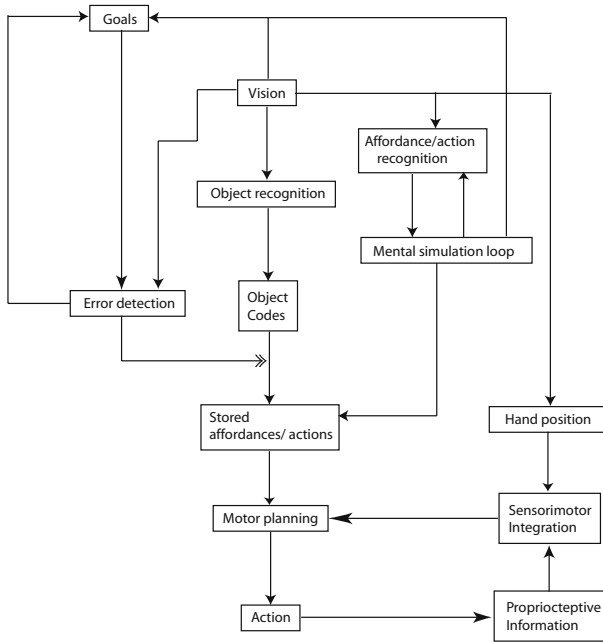 Goals
Vision
Affordance/action
recognition
Object recognition
Mental simulation loop
Error detection
Object
Codes
Stored
affordances/ actions
Hand position
Motor planning
Sensorimotor
Integration
Action
Propriocteptive
Information